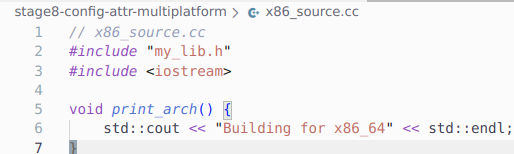 stage8-config-attr-multiplatform > x86_source.cc
1 // x86_source.cc
2 #include "my_lib.h"
3 #include <iostream>
4
5 void print_arch() {
6     std::cout << "Building for x86_64" << std::endl;
7 }